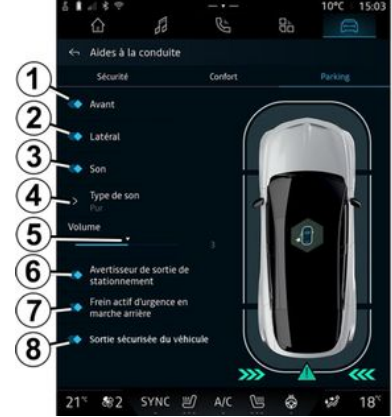 10°C 15:03
Aides à la conduite
Sécurité Confort Parking
1
Avant
2
Latéral
3
Son
4
Type de son
Pur
Volume
5
3
6
Avertisseur de sortie de
stationnement
7
Frein actif d'urgence en
marche arrière
8
Sortie sécurisée du véhicule
21° 2 SYNC A/C 18°